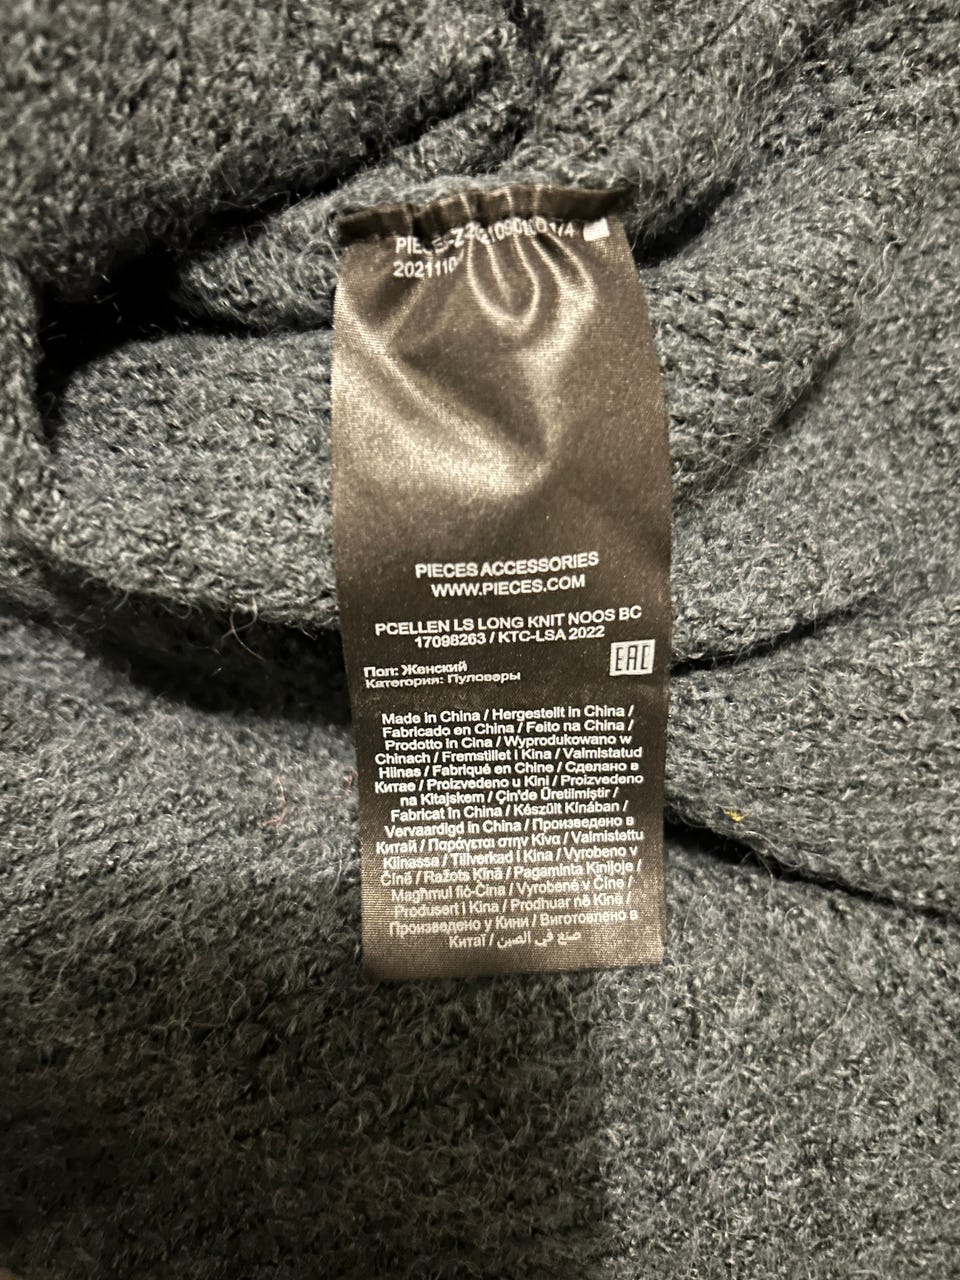 1/4
2021110
PIECES ACCESSORIES
WWW.PIECES.COM
PCELLEN LS LONG KNIT NOOS BC
17098263 / KTC-LSA 2022
EAC
Пол: Женский
Категория: Пуловеры
Made in China / Hergestellt in China /
Fabricado en China / Feito na China /
Prodotto in Cina / Wyprodukowano w
Chinach / Fremstillet i Kina / Valmistatud
Hiinas / Fabriqué en Chine / Сделано в
Китае / Proizvedeno u Kini / Proizvedeno
na Kitajskem / Çin'de Üretilmiştir /
Fabricat în China / Készült Kínában /
Vervaardigd in China / Произведено в
Китай / Παράγεται στην Κίνα / Valmistettu
Kiinassa / Tillverkad i Kina / Vyrobeno v
Číně / Ražots Ķīnā / Pagaminta Kinijoje /
Magħmul fiċ-Ċina / Vyrobené v Číne /
Produsert i Kina / Prodhuar në Kinë /
Произведено у Кини / Виготовлено в
Китаї / صنع في الصين